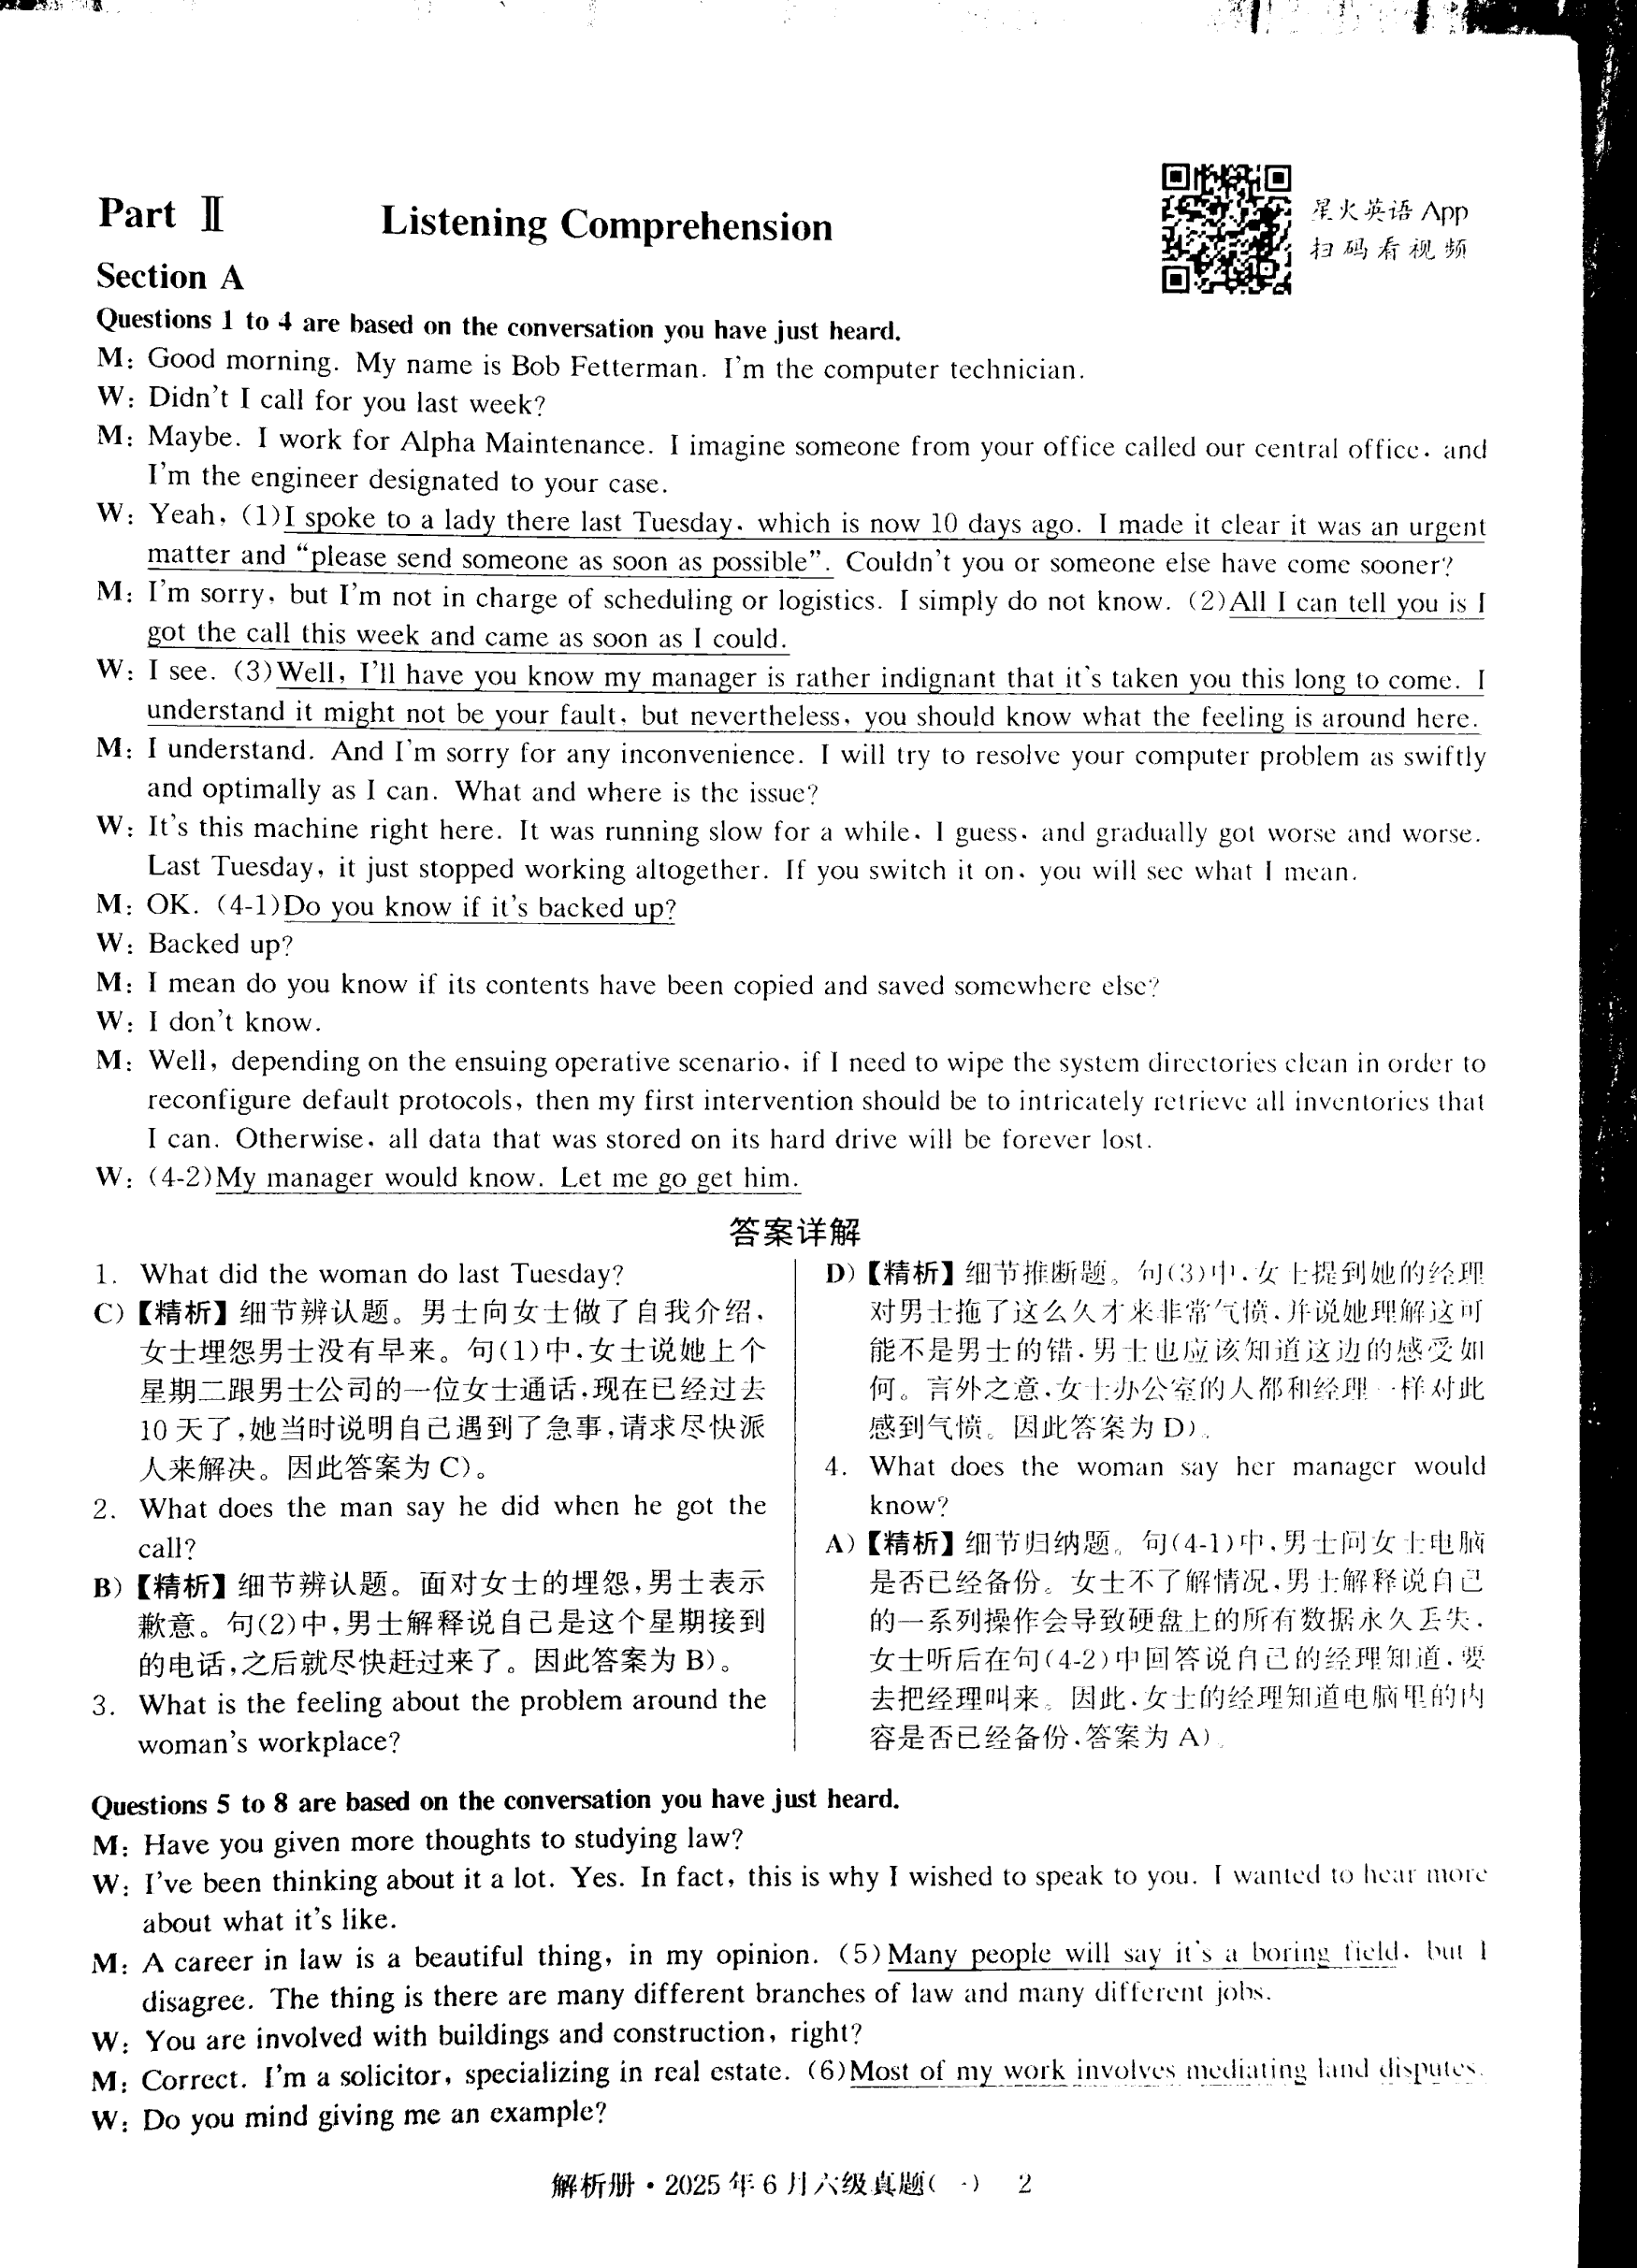 Part Ⅱ Listening Comprehension
星火英语 App
扫码看视频
Section A
Questions 1 to 4 are based on the conversation you have just heard.
M: Good morning. My name is Bob Fetterman. I'm the computer technician.
W: Didn't I call for you last week?
M: Maybe. I work for Alpha Maintenance. I imagine someone from your office called our central office, and
I'm the engineer designated to your case.
W: Yeah, (1)I spoke to a lady there last Tuesday, which is now 10 days ago. I made it clear it was an urgent
matter and “please send someone as soon as possible”. Couldn't you or someone else have come sooner?
M: I'm sorry, but I'm not in charge of scheduling or logistics. I simply do not know. (2)All I can tell you is I
got the call this week and came as soon as I could.
W: I see. (3)Well, I'll have you know my manager is rather indignant that it's taken you this long to come. I
understand it might not be your fault, but nevertheless, you should know what the feeling is around here.
M: I understand. And I'm sorry for any inconvenience. I will try to resolve your computer problem as swiftly
and optimally as I can. What and where is the issue?
W: It's this machine right here. It was running slow for a while, I guess, and gradually got worse and worse.
Last Tuesday, it just stopped working altogether. If you switch it on, you will see what I mean.
M: OK. (4-1)Do you know if it's backed up?
W: Backed up?
M: I mean do you know if its contents have been copied and saved somewhere else?
W: I don't know.
M: Well, depending on the ensuing operative scenario, if I need to wipe the system directories clean in order to
reconfigure default protocols, then my first intervention should be to intricately retrieve all inventories that
I can. Otherwise, all data that was stored on its hard drive will be forever lost.
W: (4-2)My manager would know. Let me go get him.
答案详解
1. What did the woman do last Tuesday?
C)【精析】细节辨认题。男士向女士做了自我介绍,
女士埋怨男士没有早来。句(1)中,女士说她上个
星期二跟男士公司的一位女士通话,现在已经过去
10 天了,她当时说明自己遇到了急事,请求尽快派
人来解决。因此答案为 C)。
2. What does the man say he did when he got the
call?
B)【精析】细节辨认题。面对女士的埋怨,男士表示
歉意。句(2)中,男士解释说自己是这个星期接到
的电话,之后就尽快赶过来了。因此答案为 B)。
3. What is the feeling about the problem around the
woman's workplace?
D)【精析】细节推断题。句(3)中,女士提到她的经理
对男士拖了这么久才来非常气愤,并说她理解这可
能不是男士的错,男士也应该知道这边的感受如
何。言外之意,女士办公室的人都和经理一样对此
感到气愤。因此答案为 D)。
4. What does the woman say her manager would
know?
A)【精析】细节归纳题。句(4-1)中,男士问女士电脑
是否已经备份。女士不了解情况,男士解释说自己
的一系列操作会导致硬盘上的所有数据永久丢失,
女士听后在句(4-2)中回答说自己的经理知道,要
去把经理叫来。因此,女士的经理知道电脑里的内
容是否已经备份,答案为 A)。
Questions 5 to 8 are based on the conversation you have just heard.
M: Have you given more thoughts to studying law?
W: I've been thinking about it a lot. Yes. In fact, this is why I wished to speak to you. I wanted to hear more
about what it's like.
M: A career in law is a beautiful thing, in my opinion. (5)Many people will say it's a boring field, but I
disagree. The thing is there are many different branches of law and many different jobs.
W: You are involved with buildings and construction, right?
M: Correct. I'm a solicitor, specializing in real estate. (6)Most of my work involves mediating land disputes.
W: Do you mind giving me an example?
解析册·2025 年 6 月六级真题(一) 2